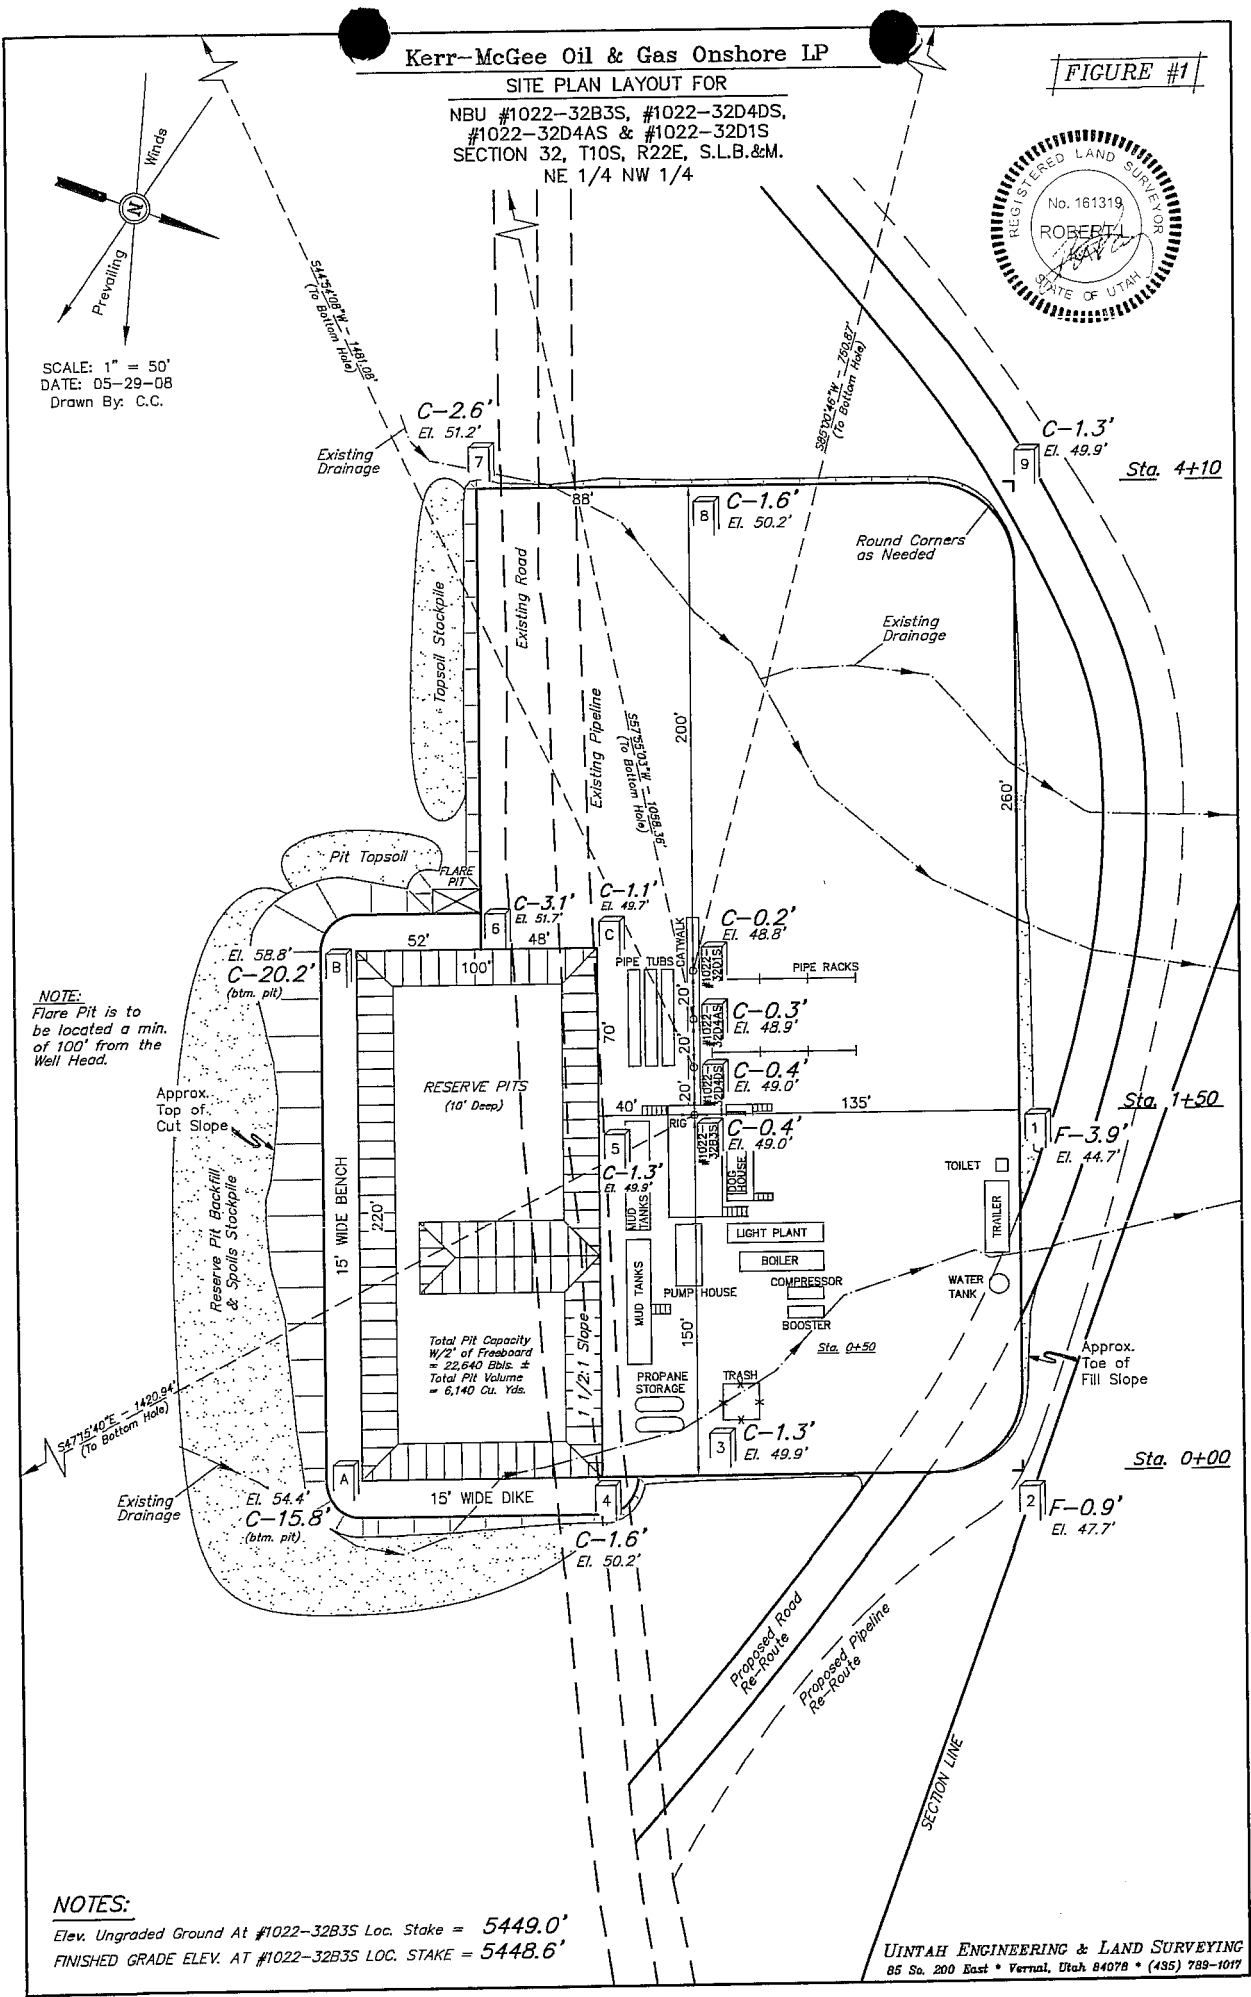 Kerr-McGee Oil & Gas Onshore LP
SITE PLAN LAYOUT FOR
NBU #1022-32B3S, #1022-32D4DS,
#1022-32D4AS & #1022-32D1S
SECTION 32, T10S, R22E, S.L.B.&M.
NE 1/4 NW 1/4
FIGURE #1
REGISTERED LAND SURVEYOR
No. 161319
ROBERT L.
KAY
STATE OF UTAH
Winds
N
Prevailing
SCALE: 1" = 50'
DATE: 05-29-08
Drawn By: C.C.
S44°54'08"W - 1481.08'
(To Bottom Hole)
S85°00'46"W - 750.87'
(To Bottom Hole)
C-2.6'
El. 51.2'
7
Existing
Drainage
C-1.3'
El. 49.9'
9
Sta. 4+10
88'
8
C-1.6'
El. 50.2'
Round Corners
as Needed
Topsoil Stockpile
Existing Road
Existing
Drainage
Existing Pipeline
S57°55'03"W - 1058.36'
(To Bottom Hole)
200'
260'
Pit Topsoil
FLARE
PIT
C-3.1'
El. 51.7'
6
C-1.1'
El. 49.7'
C
CATWALK
C-0.2'
El. 48.8'
#1022-
32D1S
El. 58.8'
C-20.2'
(btm. pit)
B
52'
48'
100'
PIPE TUBS
PIPE RACKS
NOTE:
Flare Pit is to
be located a min.
of 100' from the
Well Head.
20'
#1022-
32D4AS
C-0.3'
El. 48.9'
70'
20'
#1022-
32D4DS
C-0.4'
El. 49.0'
20'
RESERVE PITS
(10' Deep)
Approx.
Top of
Cut Slope
40'
RIG
135'
Sta. 1+50
#1022-
32B3S
C-0.4'
El. 49.0'
1
F-3.9'
El. 44.7'
5
C-1.3'
El. 49.9'
MUD
TANKS
DOG
HOUSE
TOILET
TRAILER
Reserve Pit Backfill
& Spoils Stockpile
15' WIDE BENCH
220'
LIGHT PLANT
BOILER
MUD TANKS
PUMP HOUSE
COMPRESSOR
WATER
TANK
BOOSTER
Sta. 0+50
150'
1 1/2:1 Slope
Total Pit Capacity
W/2' of Freeboard
= 22,640 Bbls. ±
Total Pit Volume
= 6,140 Cu. Yds.
Approx.
Toe of
Fill Slope
PROPANE
STORAGE
TRASH
S47°15'40"E - 1420.94'
(To Bottom Hole)
3
C-1.3'
El. 49.9'
Sta. 0+00
Existing
Drainage
A
El. 54.4'
C-15.8'
(btm. pit)
15' WIDE DIKE
4
C-1.6'
El. 50.2'
2
F-0.9'
El. 47.7'
Proposed Road
Re-Route
Proposed Pipeline
Re-Route
SECTION LINE
NOTES:
Elev. Ungraded Ground At #1022-32B3S Loc. Stake = 5449.0'
FINISHED GRADE ELEV. AT #1022-32B3S LOC. STAKE = 5448.6'
UINTAH ENGINEERING & LAND SURVEYING
85 So. 200 East * Vernal, Utah 84078 * (435) 789-1017